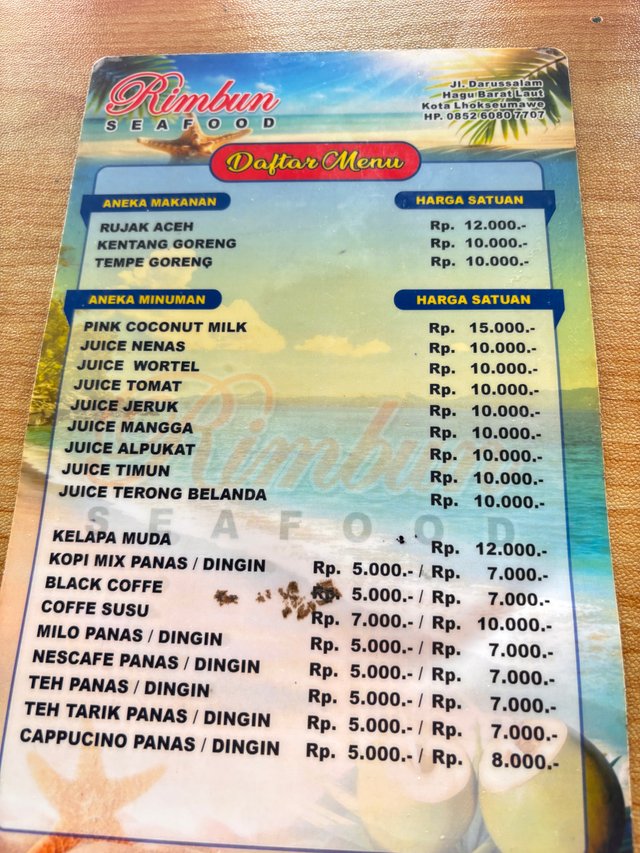 Rimbun
SEAFOOD
Jl. Darussalam
Hagu Barat Laut
Kota Lhokseumawe
HP. 0852 6080 7707
Daftar Menu
ANEKA MAKANAN HARGA SATUAN
RUJAK ACEH Rp. 12.000.-
KENTANG GORENG Rp. 10.000.-
TEMPE GORENG Rp. 10.000.-
ANEKA MINUMAN HARGA SATUAN
PINK COCONUT MILK Rp. 15.000.-
JUICE NENAS Rp. 10.000.-
JUICE WORTEL Rp. 10.000.-
JUICE TOMAT Rp. 10.000.-
JUICE JERUK Rp. 10.000.-
JUICE MANGGA Rp. 10.000.-
JUICE ALPUKAT Rp. 10.000.-
JUICE TIMUN Rp. 10.000.-
JUICE TERONG BELANDA Rp. 10.000.-
Rimbun
SEAFOOD
KELAPA MUDA Rp. 12.000.-
KOPI MIX PANAS / DINGIN Rp. 5.000.- / Rp. 7.000.-
BLACK COFFE Rp. 5.000.- / Rp. 7.000.-
COFFE SUSU Rp. 7.000.- / Rp. 10.000.-
MILO PANAS / DINGIN Rp. 5.000.- / Rp. 7.000.-
NESCAFE PANAS / DINGIN Rp. 5.000.- / Rp. 7.000.-
TEH PANAS / DINGIN Rp. 5.000.- / Rp. 7.000.-
TEH TARIK PANAS / DINGIN Rp. 5.000.- / Rp. 7.000.-
CAPPUCINO PANAS / DINGIN Rp. 5.000.- / Rp. 8.000.-